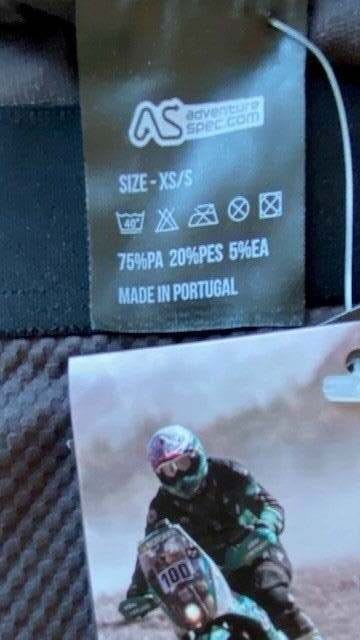 AS adventure
spec.com
SIZE - XS/S
40°
75%PA 20%PES 5%EA
MADE IN PORTUGAL
100